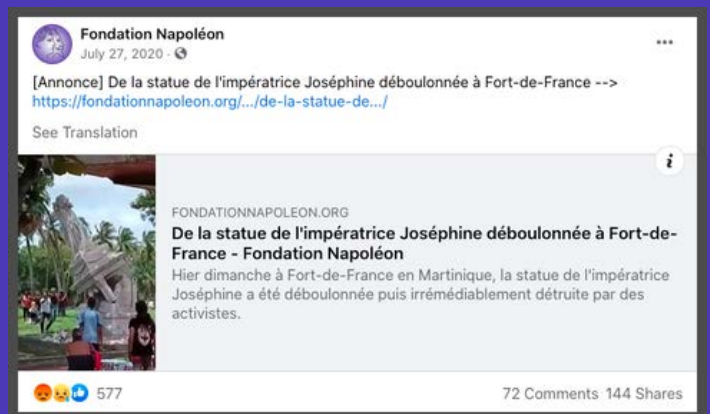 Fondation Napoléon
July 27, 2020 ·
[Annonce] De la statue de l'impératrice Joséphine déboulonnée à Fort-de-France -->
https://fondationnapoleon.org/.../de-la-statue-de.../
See Translation
i
FONDATIONNAPOLEON.ORG
De la statue de l'impératrice Joséphine déboulonnée à Fort-de-
France - Fondation Napoléon
Hier dimanche à Fort-de-France en Martinique, la statue de l'impératrice
Joséphine a été déboulonnée puis irrémédiablement détruite par des
activistes.
577
72 Comments 144 Shares